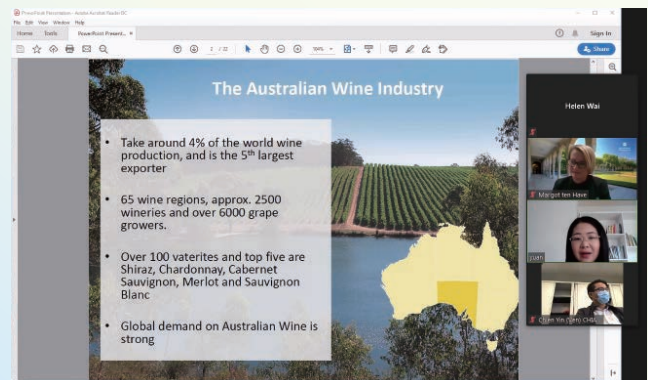 PowerPoint Presentation - Adobe Acrobat Reader DC
File Edit View Window Help
Home Tools PowerPoint Present... ×
Sign In
2 / 22
Share
The Australian Wine Industry
• Take around 4% of the world wine
production, and is the 5th largest
exporter
• 65 wine regions, approx. 2500
wineries and over 6000 grape
growers.
• Over 100 vaterites and top five are
Shiraz, Chardonnay, Cabernet
Sauvignon, Merlot and Sauvignon
Blanc
• Global demand on Australian Wine is
strong
Helen Wai
Margot ten Have
yuan